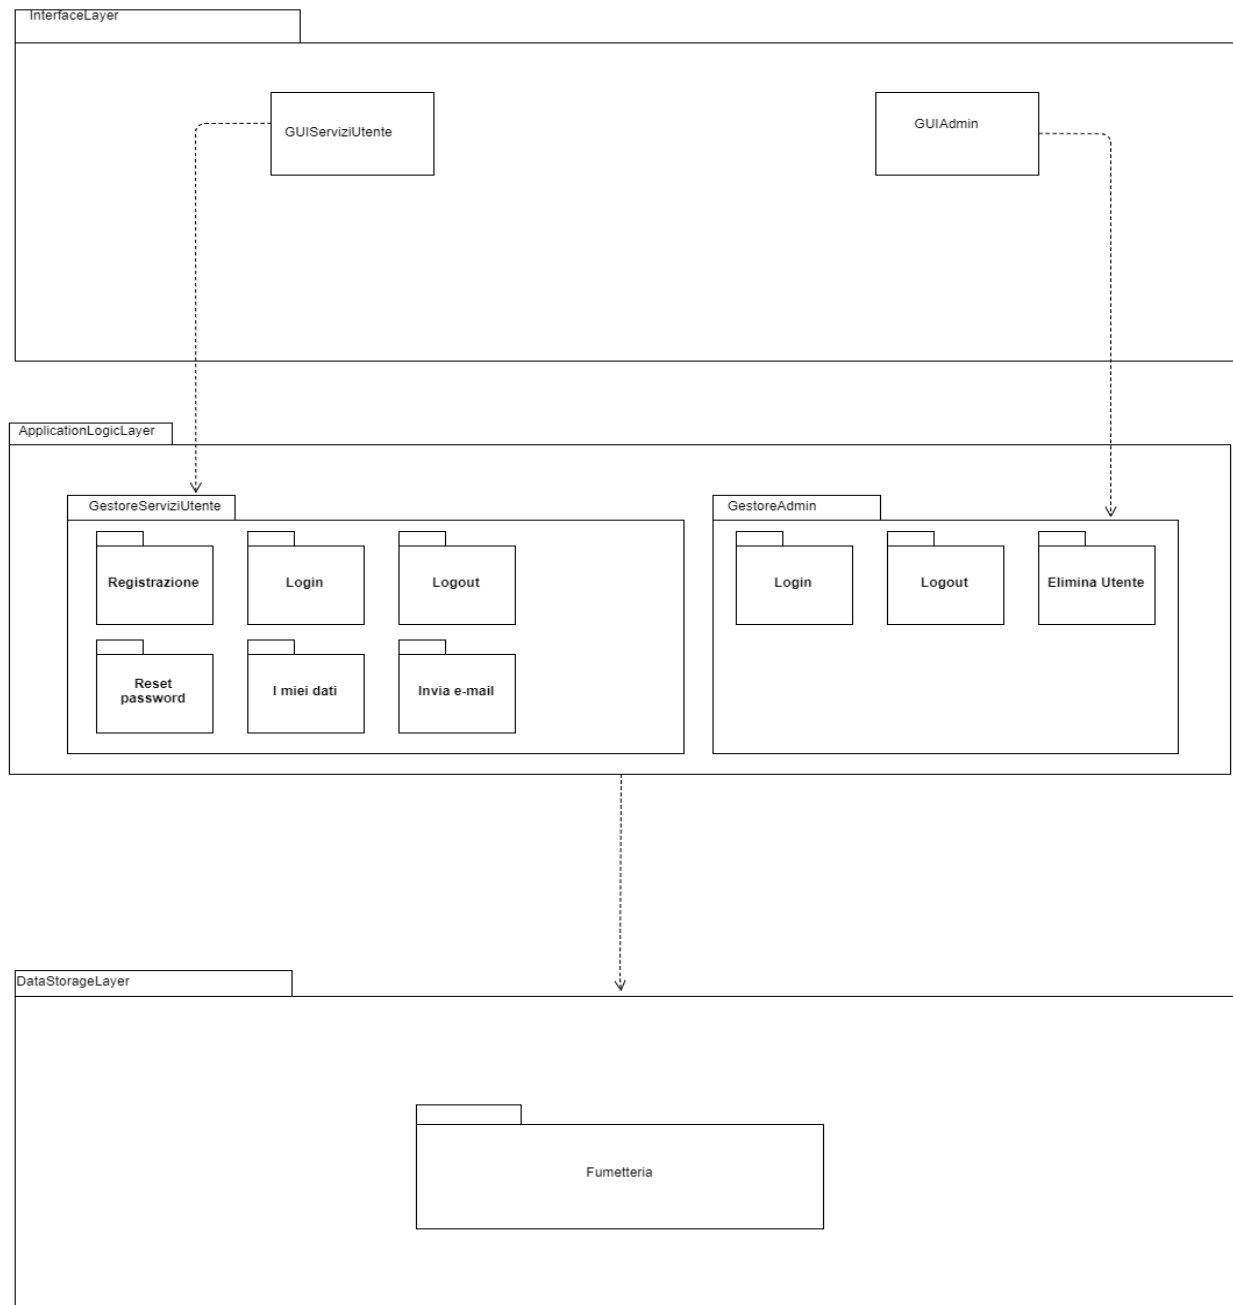 InterfaceLayer
GUIServiziUtente
GUIAdmin
ApplicationLogicLayer
GestoreServiziUtente
GestoreAdmin
Registrazione
Login
Logout
Login
Logout
Elimina Utente
Reset
password
I miei dati
Invia e-mail
DataStorageLayer
Fumetteria